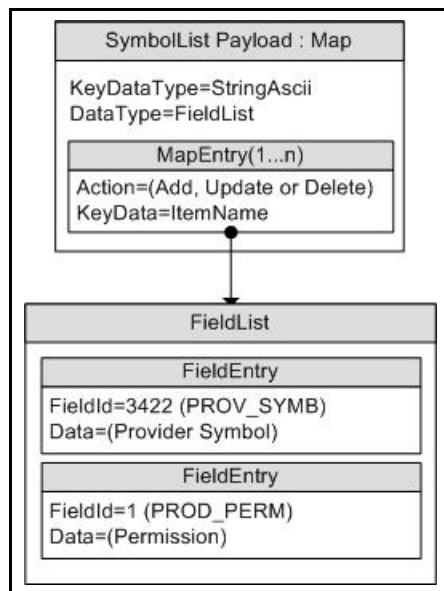 SymbolList Payload : Map
KeyDataType=StringAscii
DataType=FieldList
MapEntry(1...n)
Action=(Add, Update or Delete)
KeyData=ItemName
FieldList
FieldEntry
FieldId=3422 (PROV_SYMB)
Data=(Provider Symbol)
FieldEntry
FieldId=1 (PROD_PERM)
Data=(Permission)